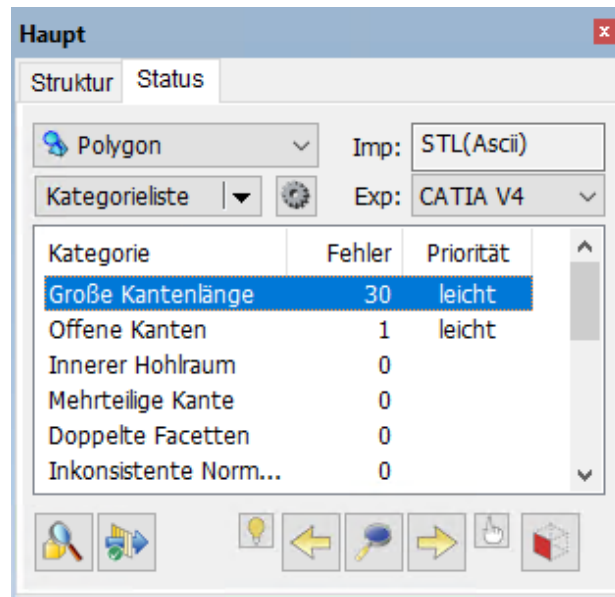 Haupt
Struktur Status
Polygon Imp: STL(Ascii)
Kategorieliste Exp: CATIA V4
Kategorie Fehler Priorität
Große Kantenlänge 30 leicht
Offene Kanten 1 leicht
Innerer Hohlraum 0
Mehrteilige Kante 0
Doppelte Facetten 0
Inkonsistente Norm... 0